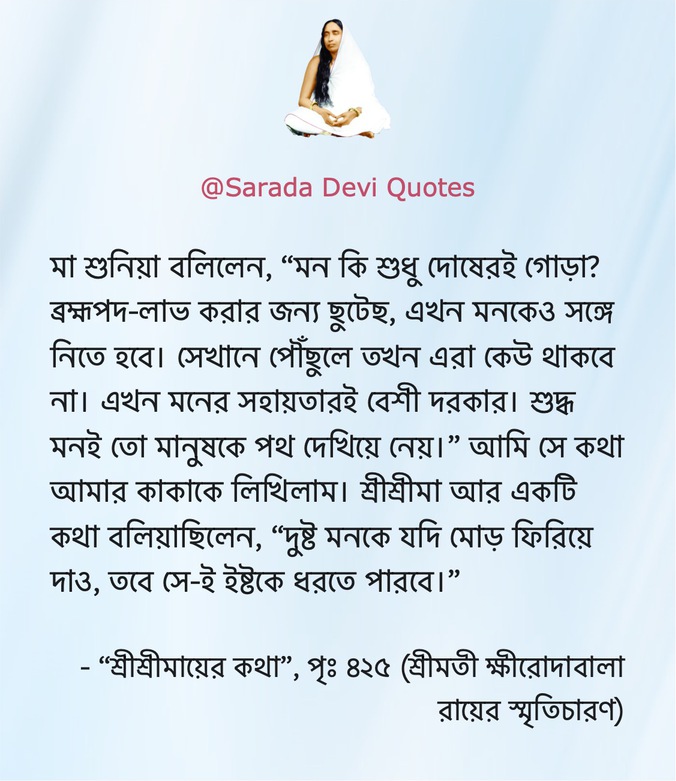 @Sarada Devi Quotes
মা শুনিয়া বলিলেন, “মন কি শুধু দোষেরই গোড়া?
ব্রহ্মপদ-লাভ করার জন্য ছুটেছ, এখন মনকেও সঙ্গে
নিতে হবে। সেখানে পৌঁছুলে তখন এরা কেউ থাকবে
না। এখন মনের সহায়তারই বেশী দরকার। শুদ্ধ
মনই তো মানুষকে পথ দেখিয়ে নেয়।” আমি সে কথা
আমার কাকাকে লিখিলাম। শ্রীশ্রীমা আর একটি
কথা বলিয়াছিলেন, “দুষ্ট মনকে যদি মোড় ফিরিয়ে
দাও, তবে সে-ই ইষ্টকে ধরতে পারবে।”
- “শ্রীশ্রীমায়ের কথা”, পৃঃ ৪২৫ (শ্রীমতী ক্ষীরোদাবালা
রায়ের স্মৃতিচারণ)